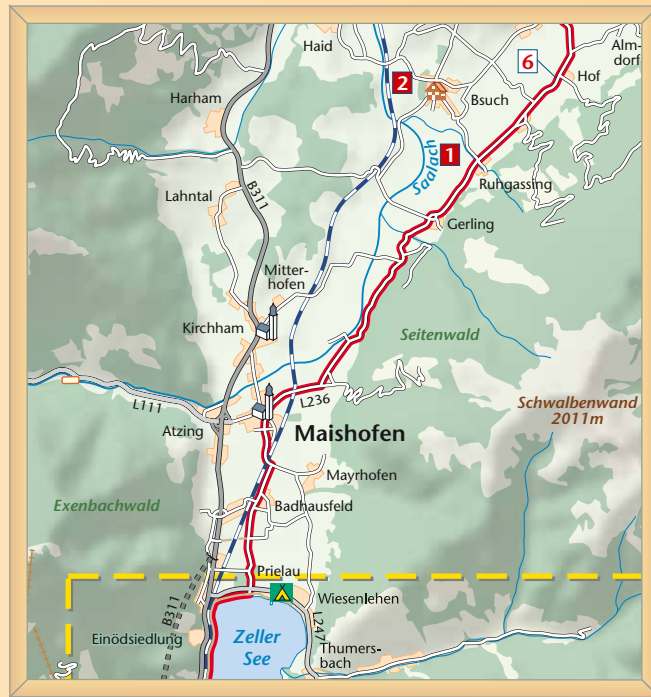 Haid
Alm-
dorf
6
Hof
2
Bsuch
Harham
1
Saalach
Ruhgassing
Lahntal
B311
Gerling
Mitter-
hofen
Kirchham
Seitenwald
L236
L111
Schwalbenwand
2011m
Atzing
Maishofen
Mayrhofen
Exenbachwald
Badhausfeld
Prielau
Wiesenlehen
B311
L247
Einödsiedlung
Zeller
See
Thumers-
bach